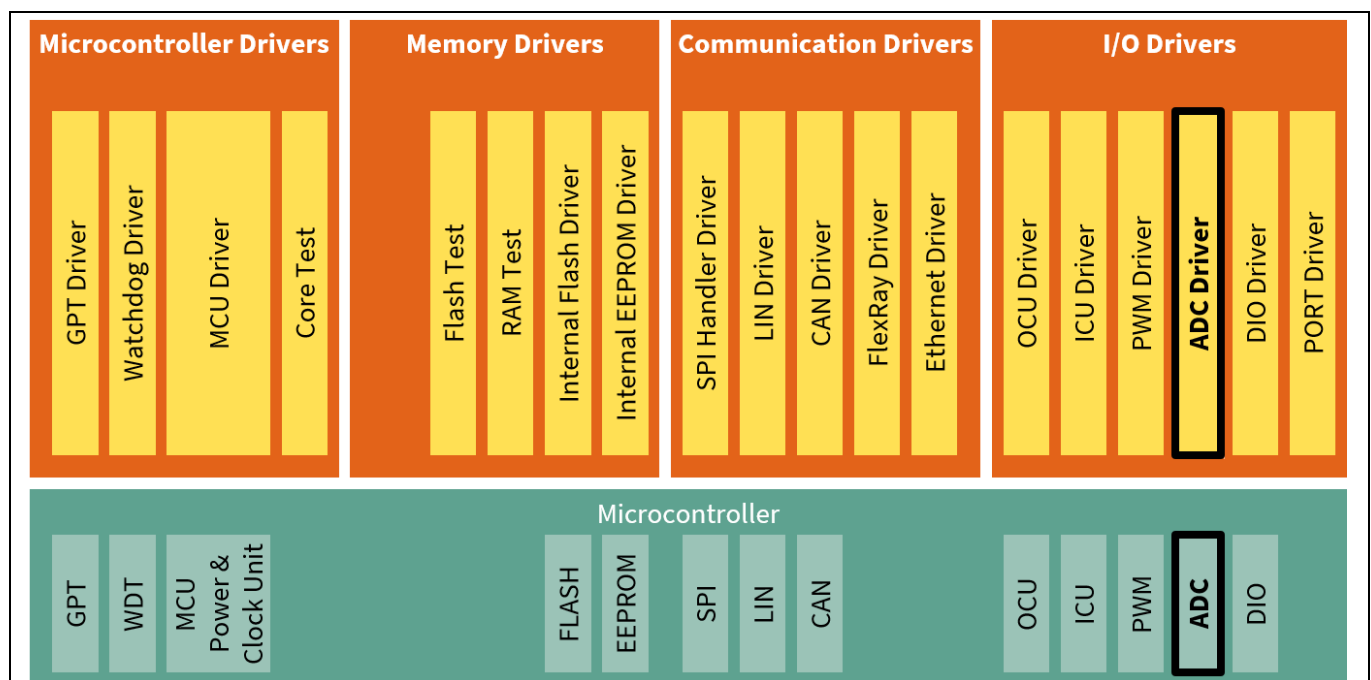 Microcontroller Drivers
Memory Drivers
Communication Drivers
I/O Drivers
GPT Driver
Watchdog Driver
MCU Driver
Core Test
Flash Test
RAM Test
Internal Flash Driver
Internal EEPROM Driver
SPI Handler Driver
LIN Driver
CAN Driver
FlexRay Driver
Ethernet Driver
OCU Driver
ICU Driver
PWM Driver
ADC Driver
DIO Driver
PORT Driver
Microcontroller
GPT
WDT
MCU
Power &
Clock Unit
FLASH
EEPROM
SPI
LIN
CAN
OCU
ICU
PWM
ADC
DIO